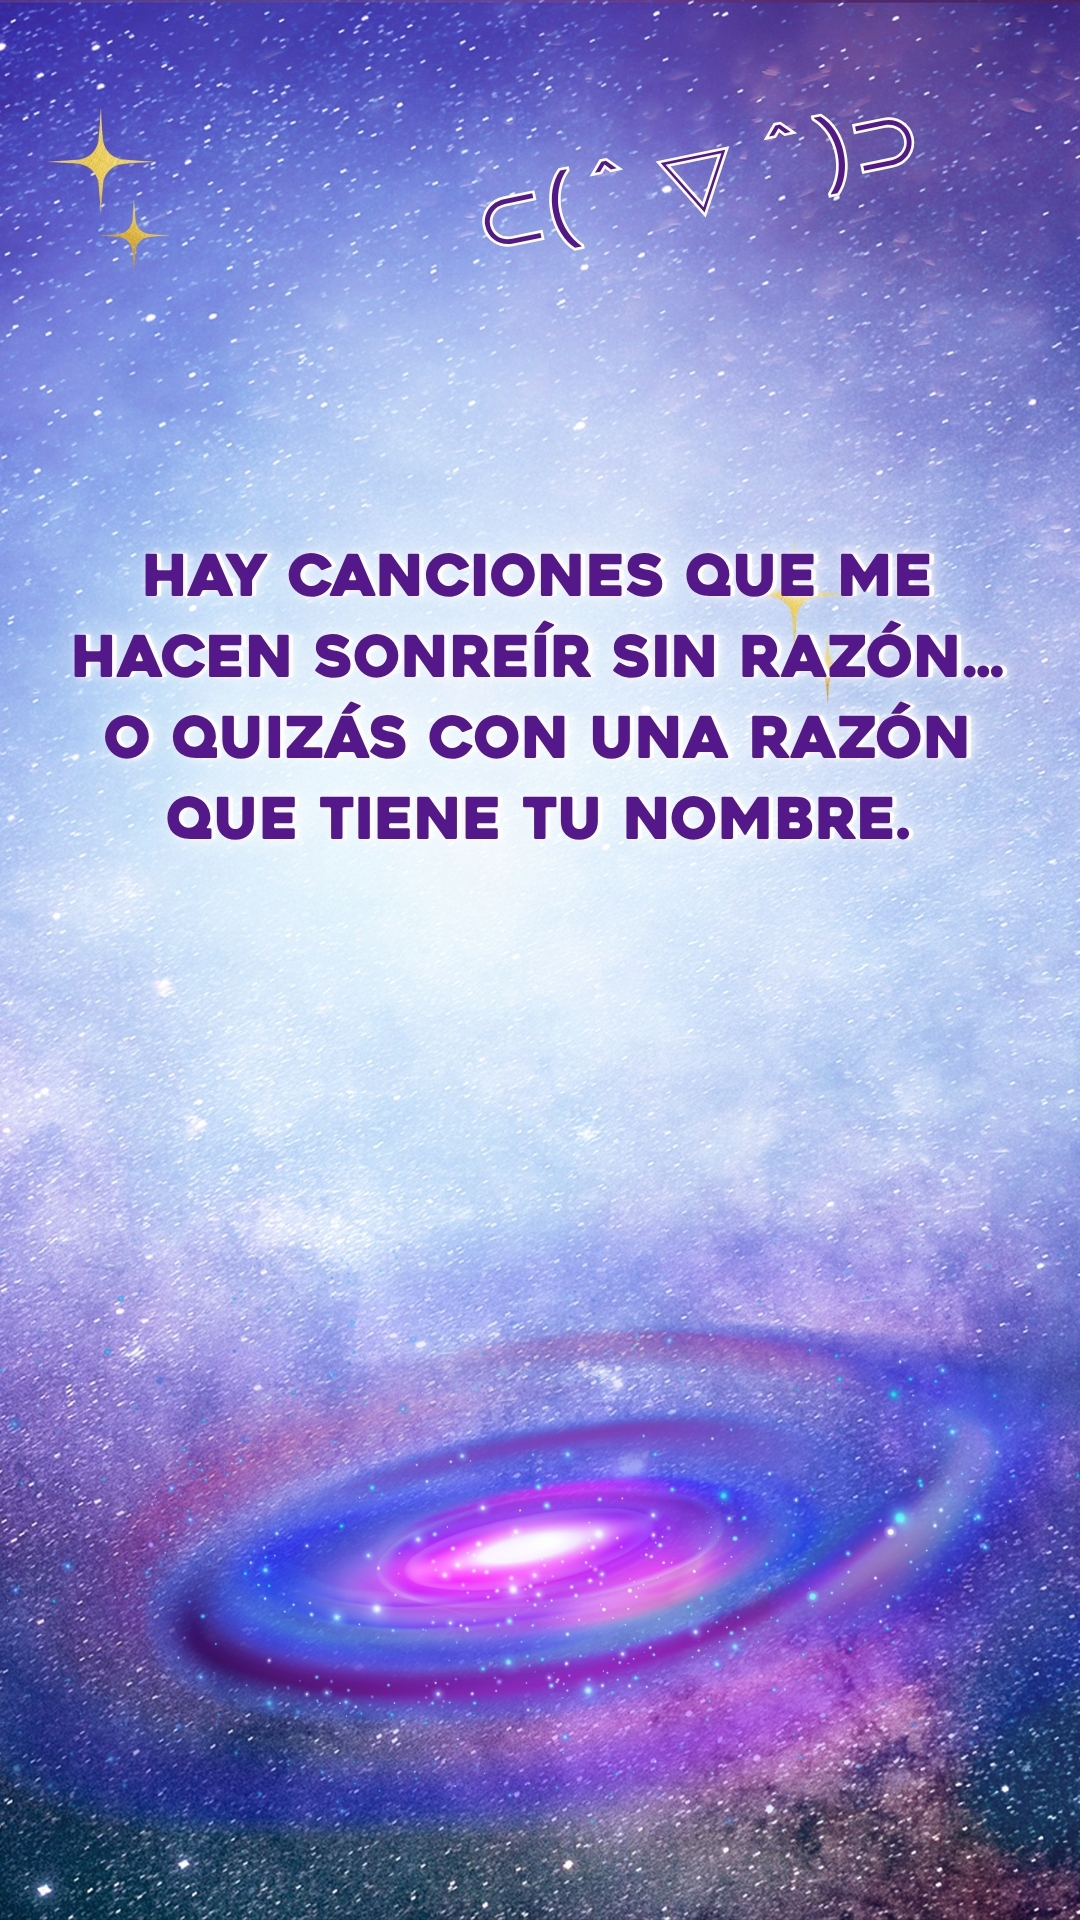 ⊂(^▽^)⊃
HAY CANCIONES QUE ME
HACEN SONREÍR SIN RAZÓN...
O QUIZÁS CON UNA RAZÓN
QUE TIENE TU NOMBRE.